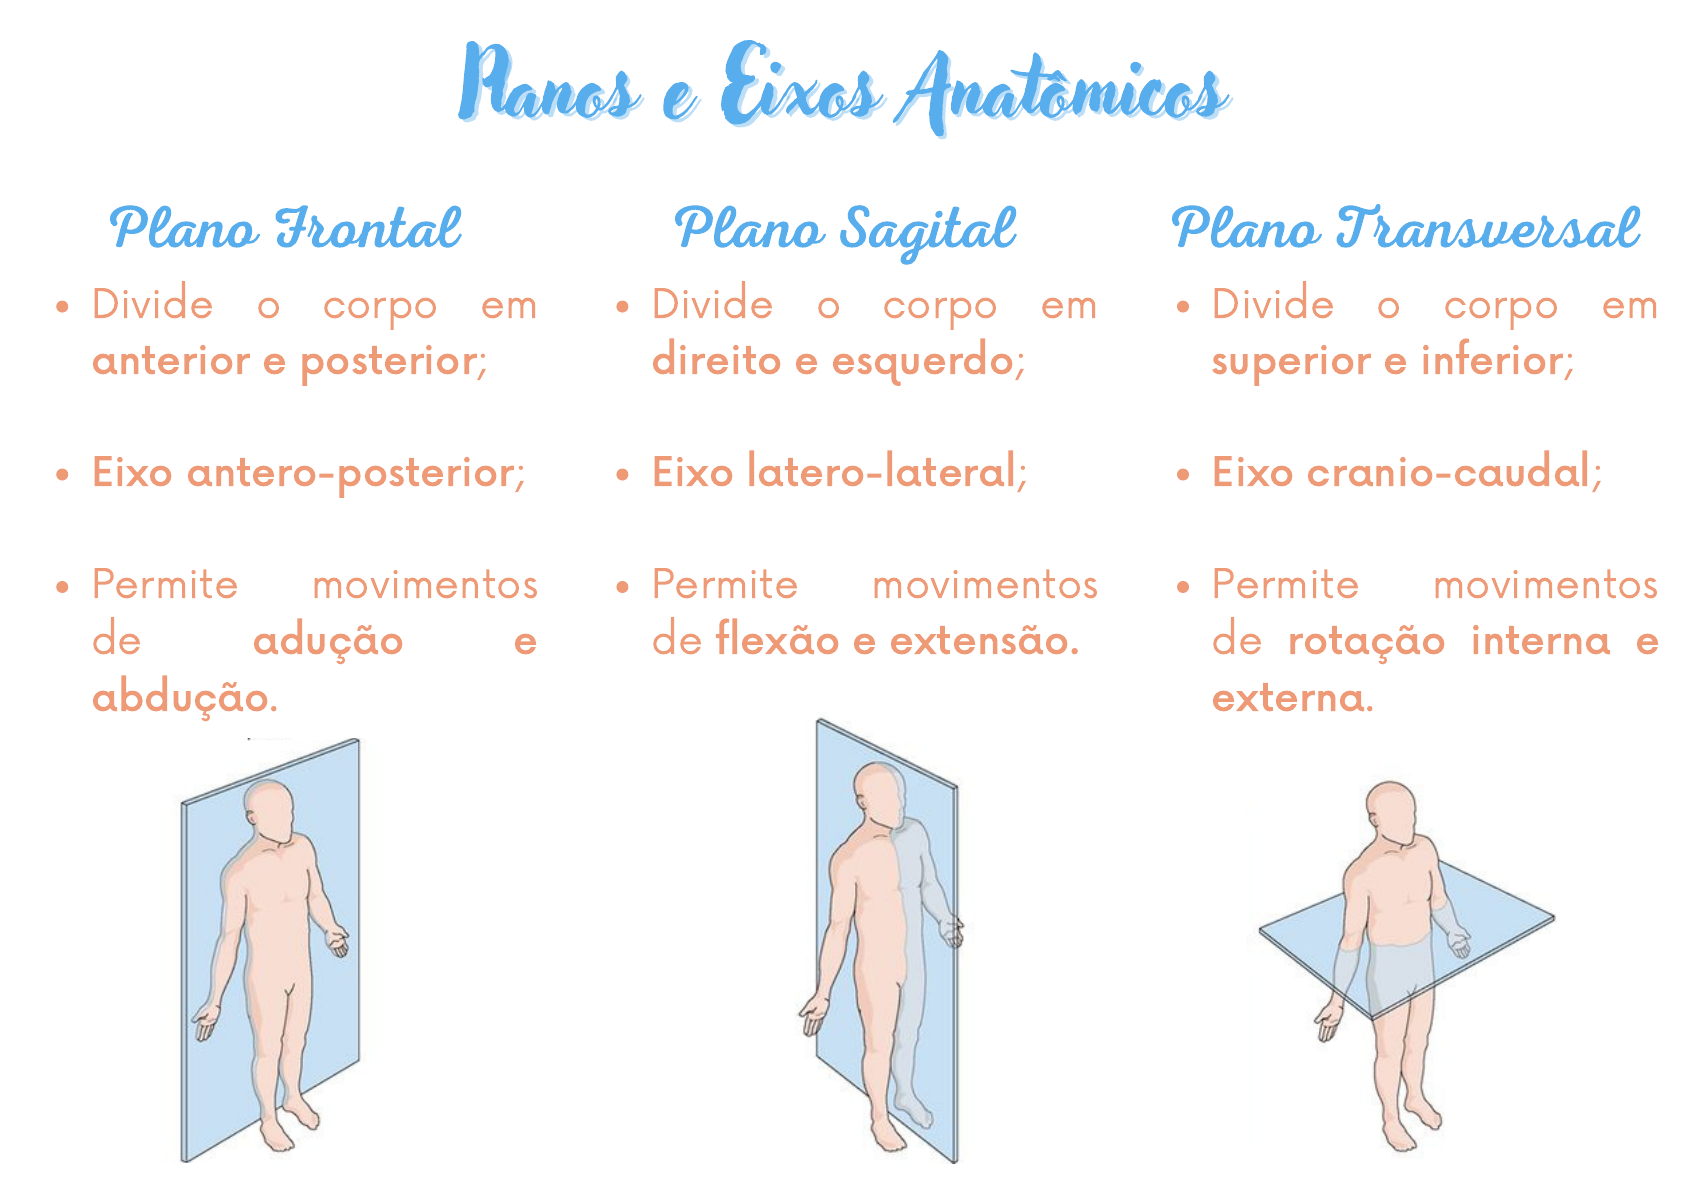 Planos e Eixos Anatômicos
Plano Frontal
• Divide o corpo em
anterior e posterior;
• Eixo antero-posterior;
• Permite movimentos
de adução e
abdução.
Plano Sagital
• Divide o corpo em
direito e esquerdo;
• Eixo latero-lateral;
• Permite movimentos
de flexão e extensão.
Plano Transversal
• Divide o corpo em
superior e inferior;
• Eixo cranio-caudal;
• Permite movimentos
de rotação interna e
externa.